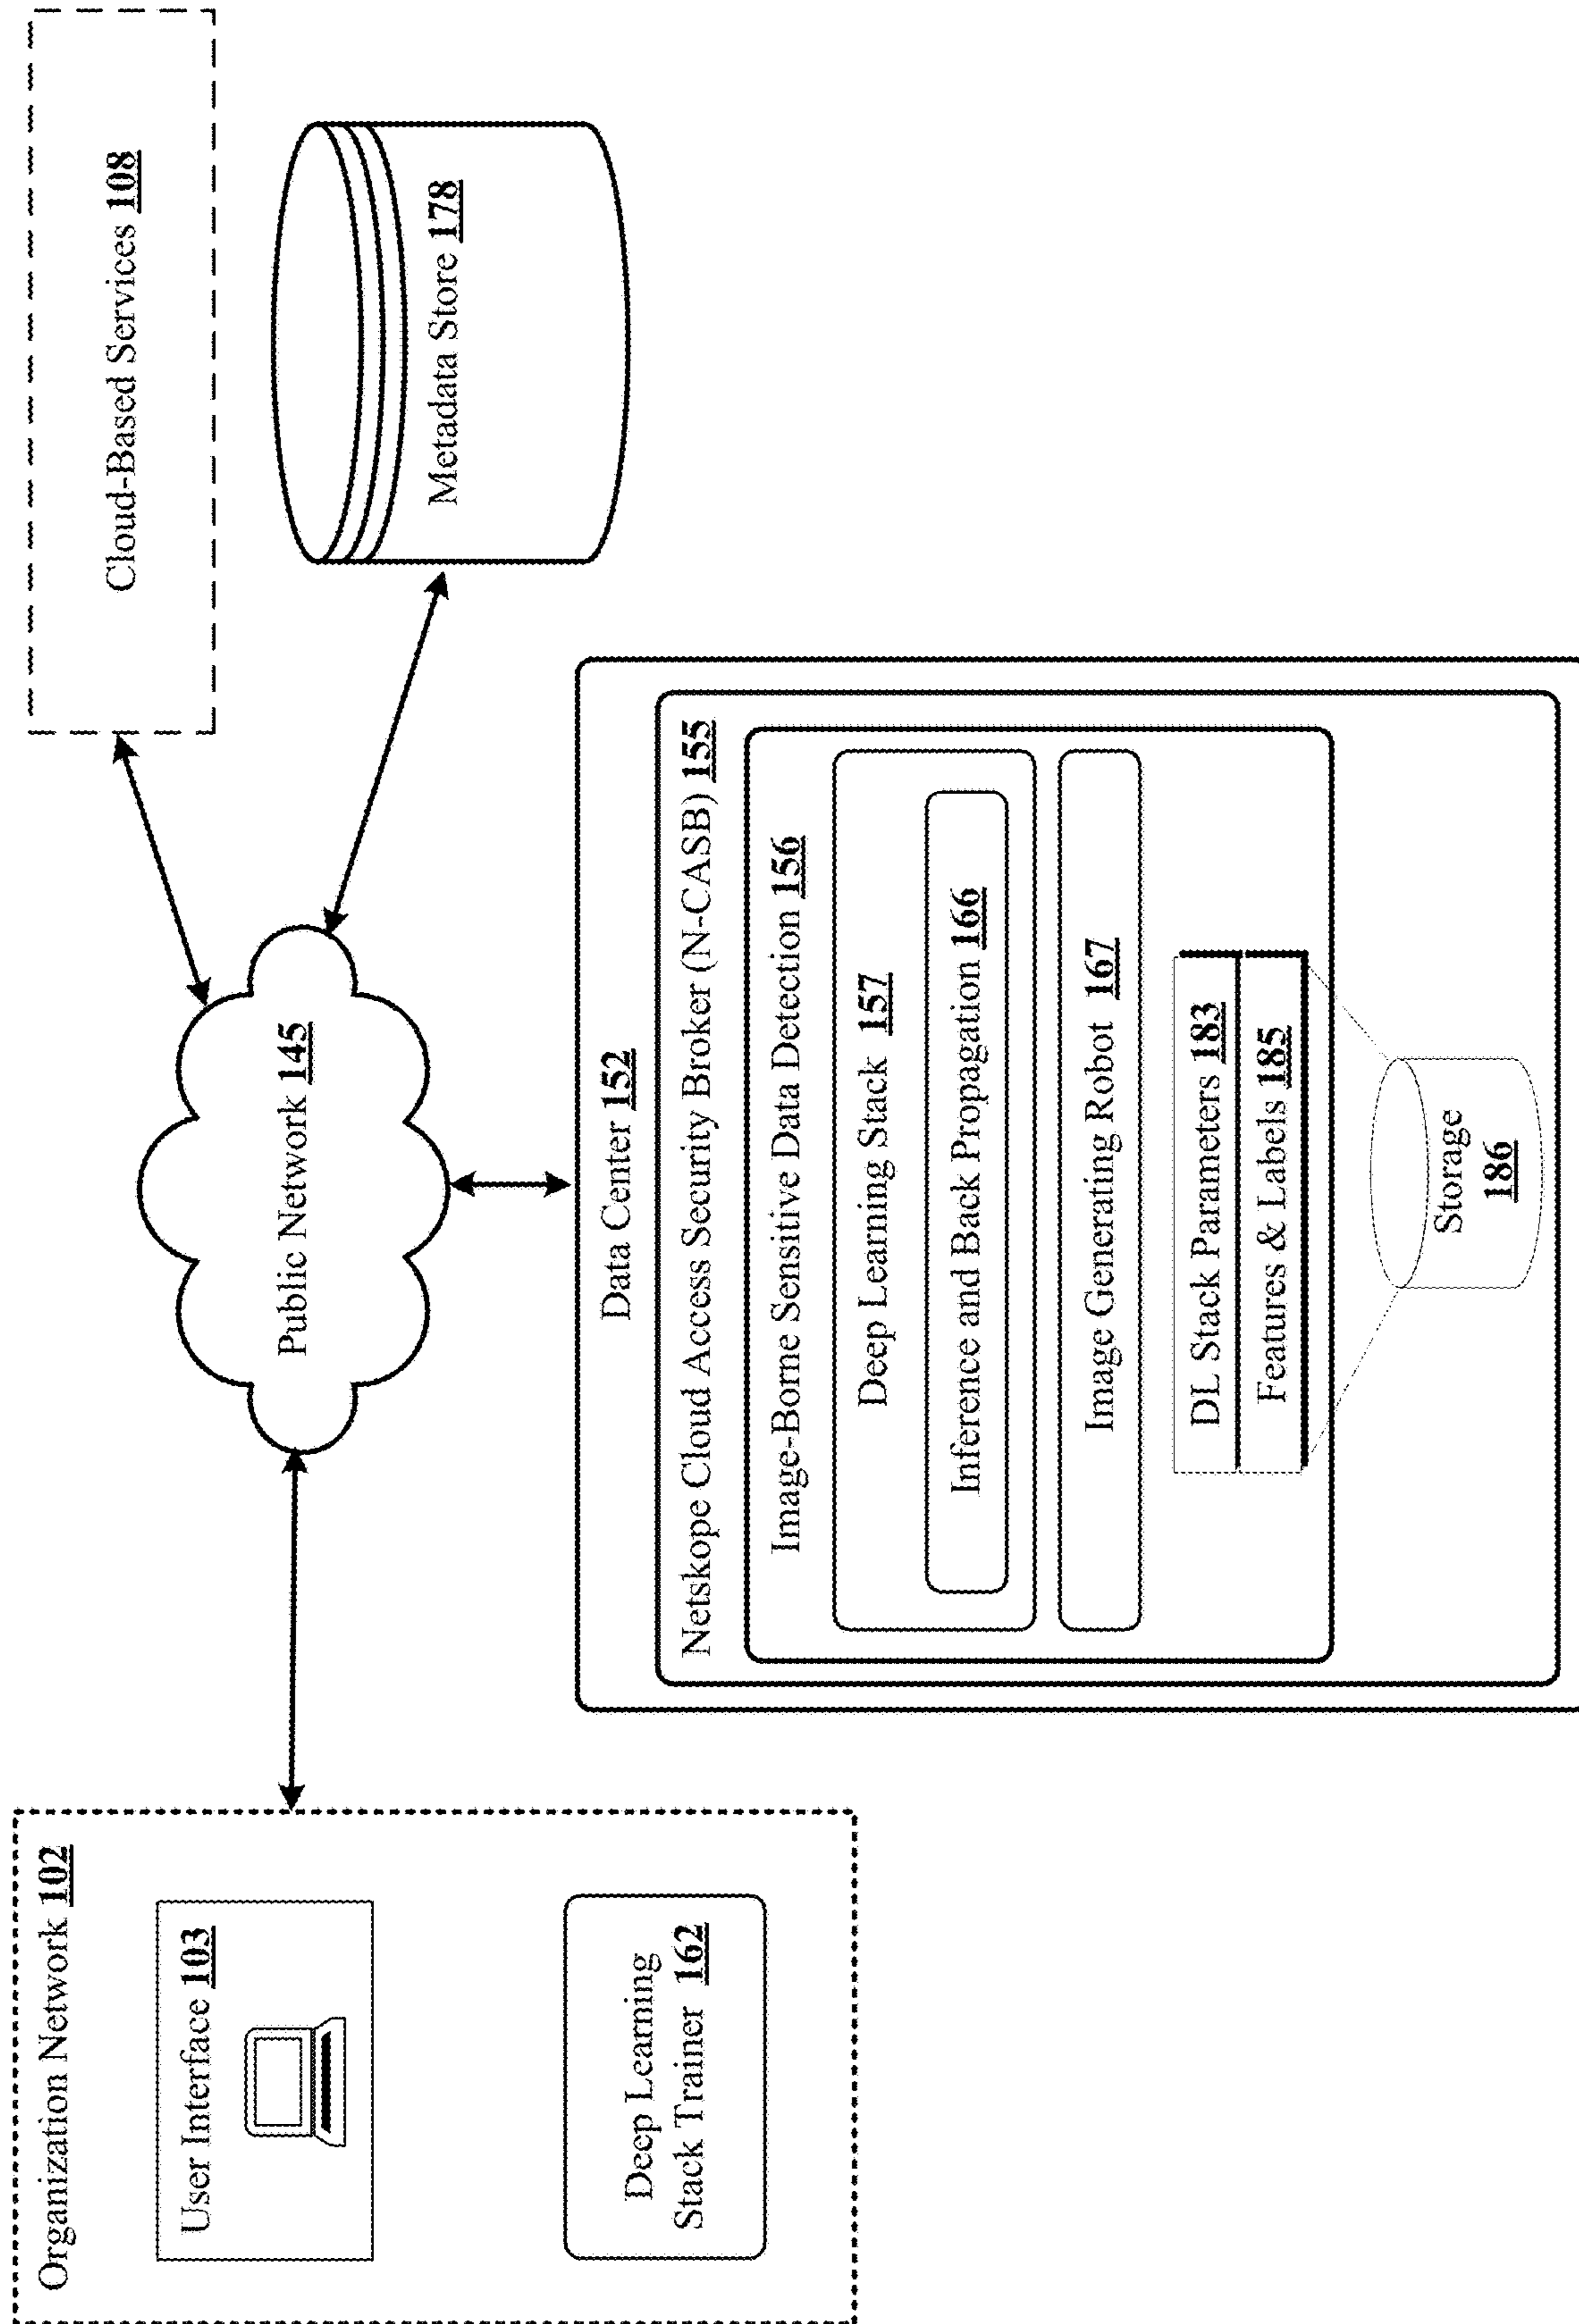 Organization Network 102
User Interface 103
Deep Learning
Stack Trainer 162
Public Network 145
Cloud-Based Services 108
Metadata Store 178
Data Center 152
Netskope Cloud Access Security Broker (N-CASB) 155
Image-Borne Sensitive Data Detection 156
Deep Learning Stack 157
Inference and Back Propagation 166
Image Generating Robot 167
DL Stack Parameters 183
Features & Labels 185
Storage
186